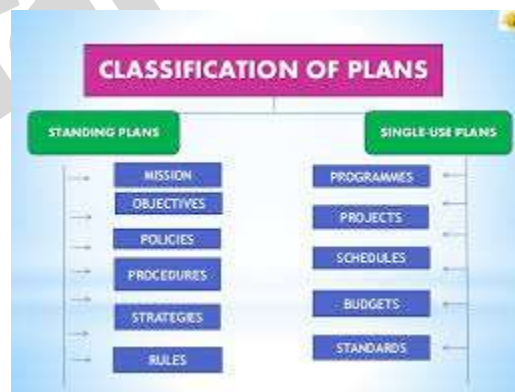 CLASSIFICATION OF PLANS
STANDING PLANS
MISSION
OBJECTIVES
POLICIES
PROCEDURES
STRATEGIES
RULES
SINGLE-USE PLANS
PROGRAMMES
PROJECTS
SCHEDULES
BUDGETS
STANDARDS